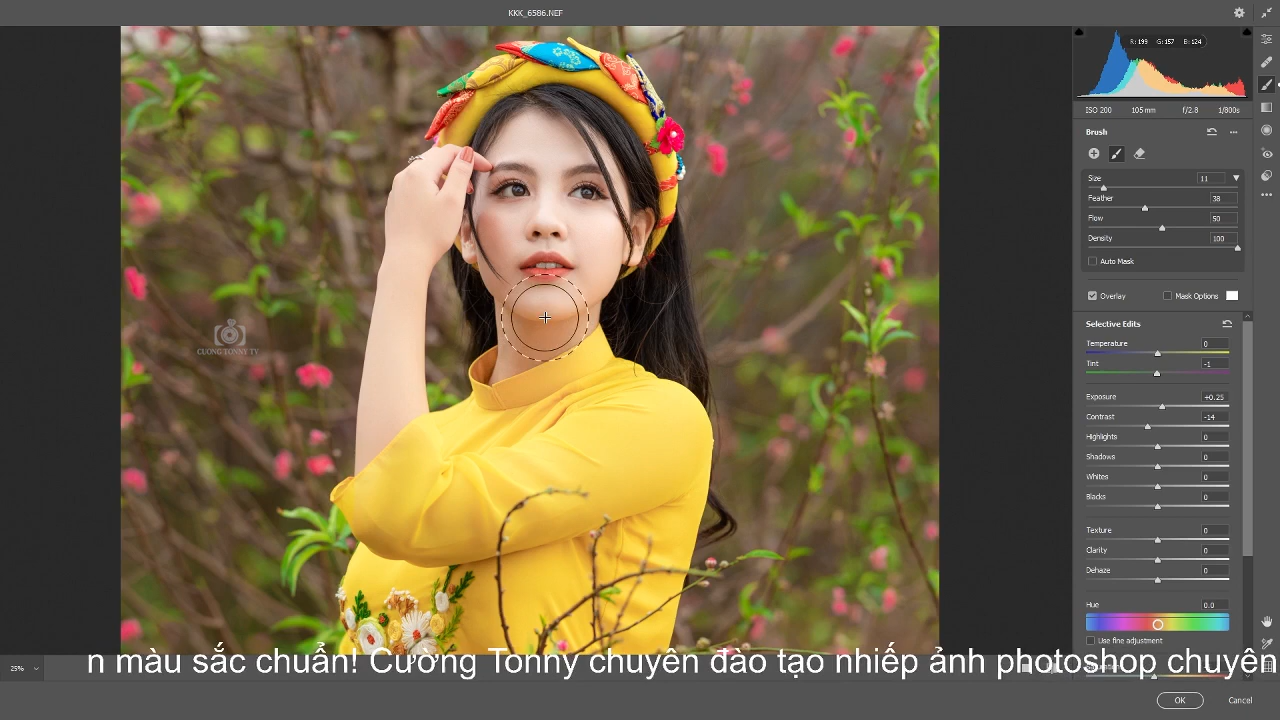 KKK_6586.NEF
R: 199 G: 157 B: 124
ISO 200 105 mm f/2.8 1/800s
Brush
Size 11
Feather 38
Flow 50
Density 100
Auto Mask
Overlay Mask Options
Selective Edits
Temperature 0
Tint -1
Exposure +0.25
Contrast -14
Highlights 0
Shadows 0
Whites 0
Blacks 0
Texture 0
Clarity 0
Dehaze 0
Hue 0.0
Use fine adjustment
CUONG TONNY TV
25%
n màu sắc chuẩn! Cường Tonny chuyên đào tạo nhiếp ảnh photoshop chuyên
OK Cancel